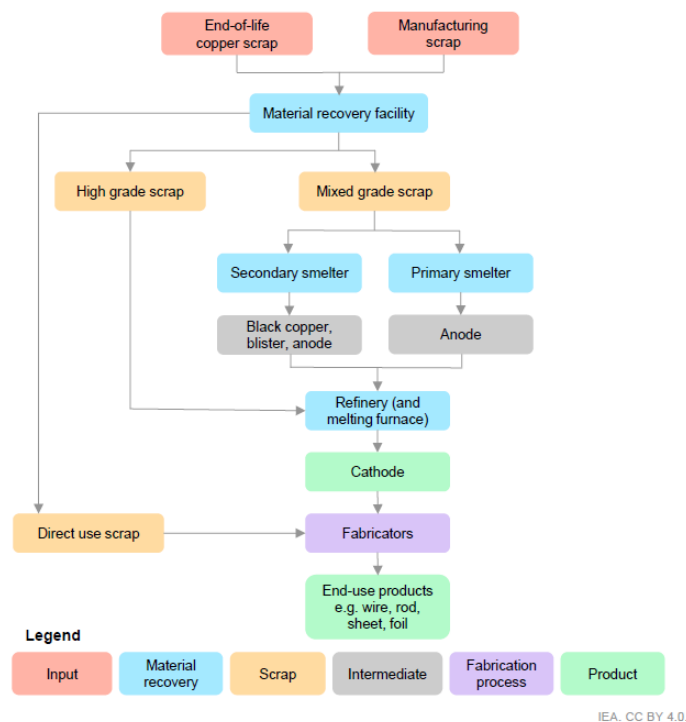 End-of-life
copper scrap
Manufacturing
scrap
Material recovery facility
High grade scrap
Mixed grade scrap
Secondary smelter
Primary smelter
Black copper,
blister, anode
Anode
Refinery (and
melting furnace)
Cathode
Direct use scrap
Fabricators
End-use products
e.g. wire, rod,
sheet, foil
Legend
Input
Material
recovery
Scrap
Intermediate
Fabrication
process
Product
IEA. CC BY 4.0.